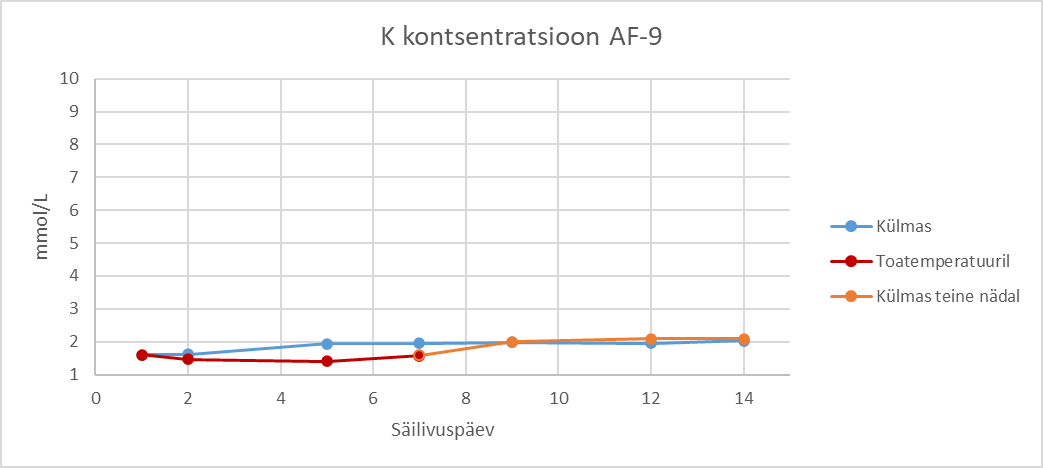 K kontsentratsioon AF-9
10
9
8
7
6
5
4
3
2
1
mmol/L
0 2 4 6 8 10 12 14
Säilivuspäev
Külmas
Toatemperatuuril
Külmas teine nädal